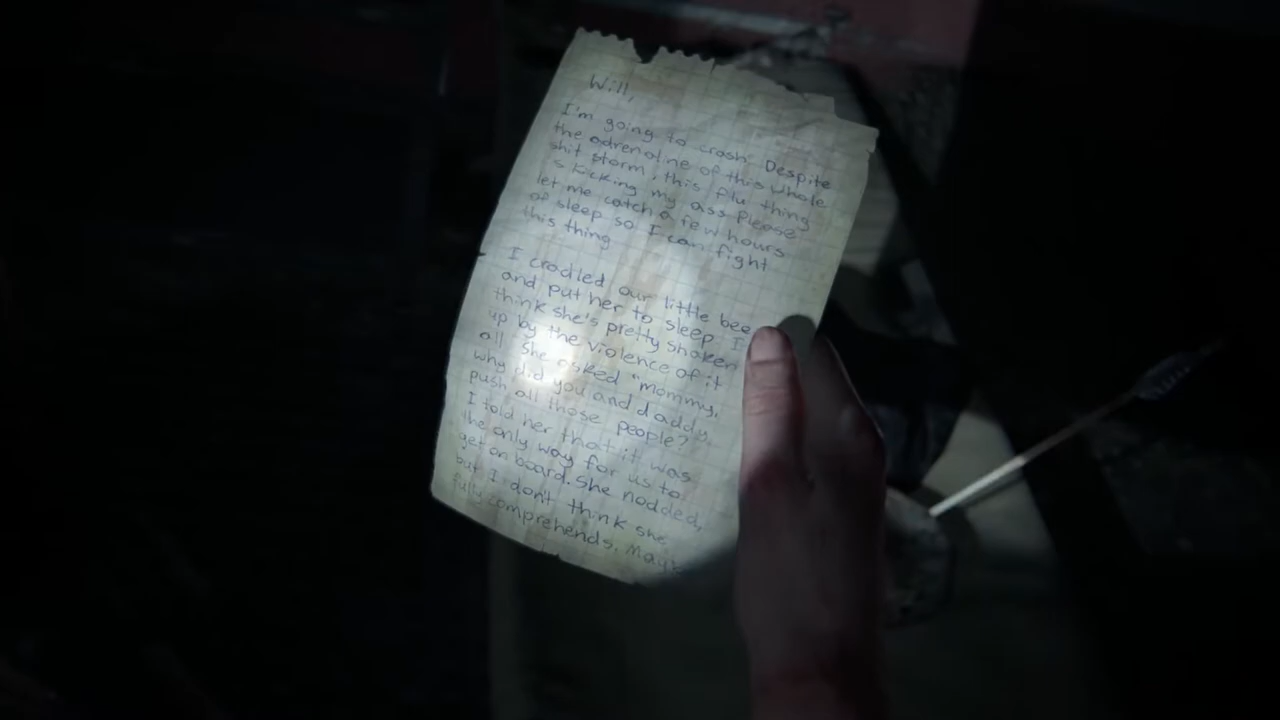 Will,
I'm going to crash. Despite
the adrenaline of this whole
shit storm, this flu thing
is kicking my ass. Please
let me catch a few hours
of sleep so I can fight
this thing
I cradled our little bee
and put her to sleep. I
think she's pretty shaken
up by the violence of it
all. She asked "mommy,
why did you and daddy
push all those people?
I told her that it was
the only way for us to
get on board. She nodded,
but I don't think she
fully comprehends.